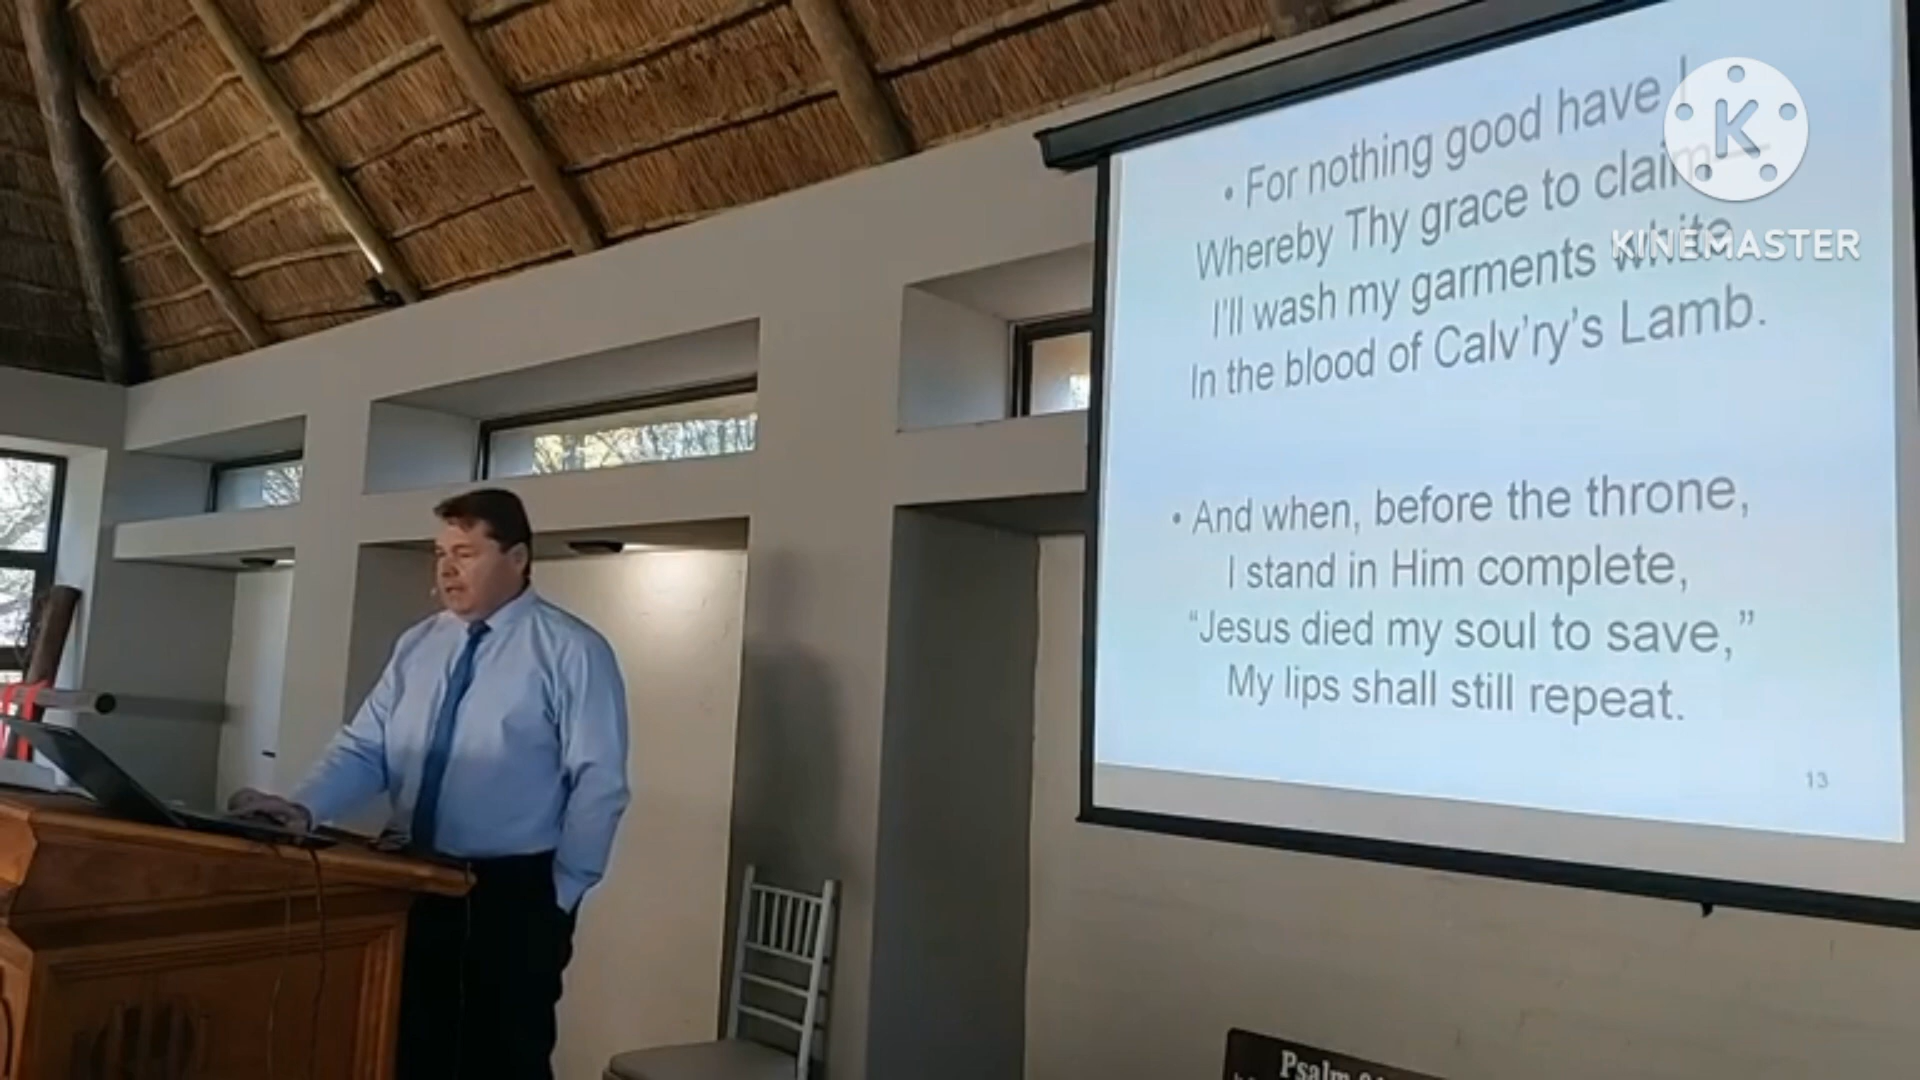 • For nothing good have I
Whereby Thy grace to claim—
I'll wash my garments white
In the blood of Calv'ry's Lamb.
• And when, before the throne,
I stand in Him complete,
“Jesus died my soul to save,”
My lips shall still repeat.
13
K
KINEMASTER
Psalm